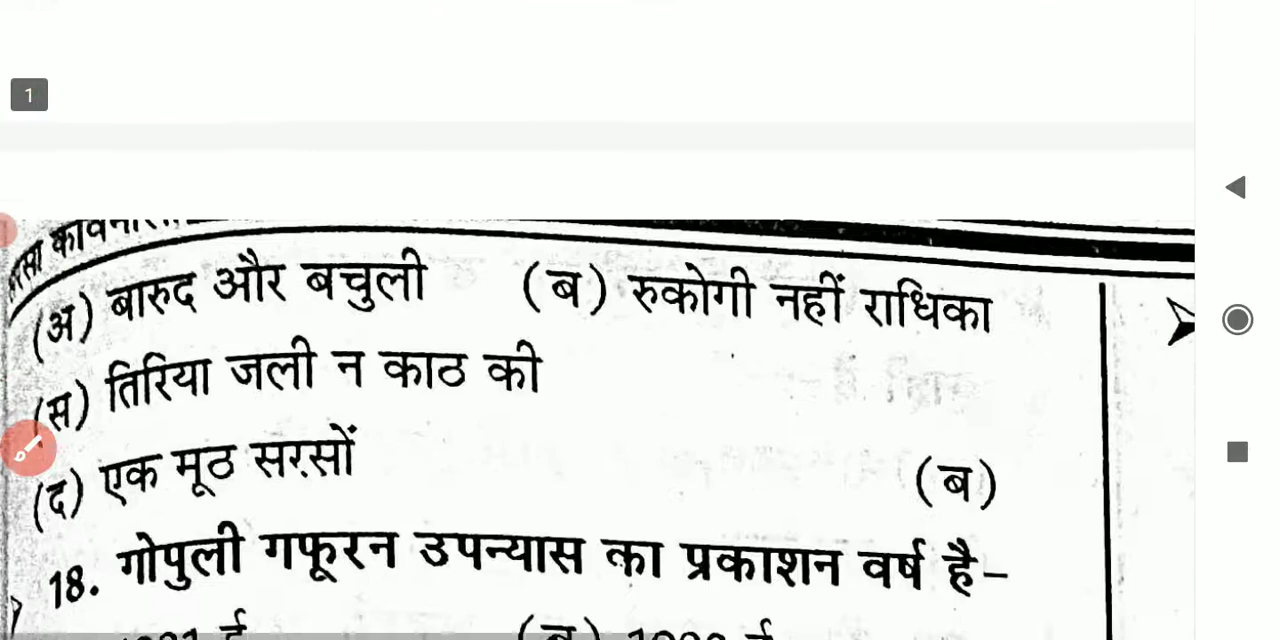 1
(अ) बारुद और बचुली (ब) रुकोगी नहीं राधिका
(स) तिरिया जली न काठ की
(द) एक मूठ सरसों (ब)
18. गोपुली गफूरन उपन्यास का प्रकाशन वर्ष है–